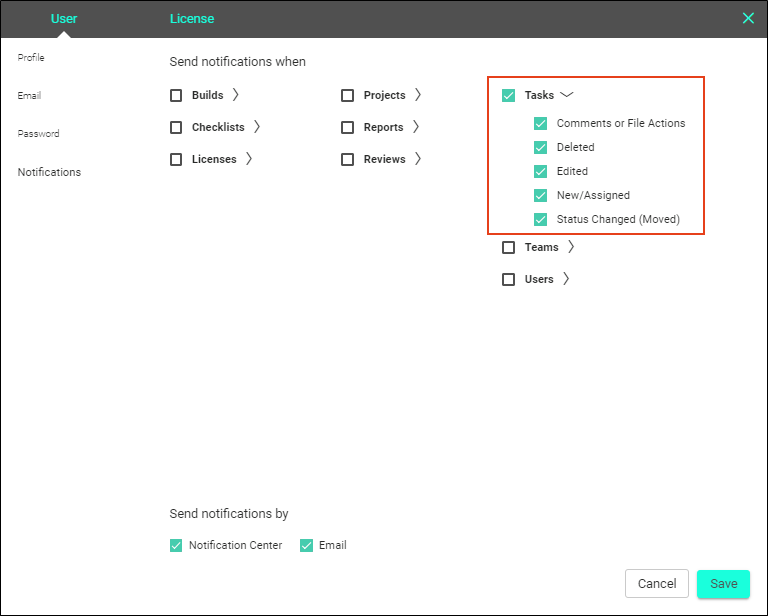 User
License
Profile
Email
Password
Notifications
Send notifications when
Builds
Checklists
Licenses
Projects
Reports
Reviews
Tasks
Comments or File Actions
Deleted
Edited
New/Assigned
Status Changed (Moved)
Teams
Users
Send notifications by
Notification Center
Email
Cancel
Save